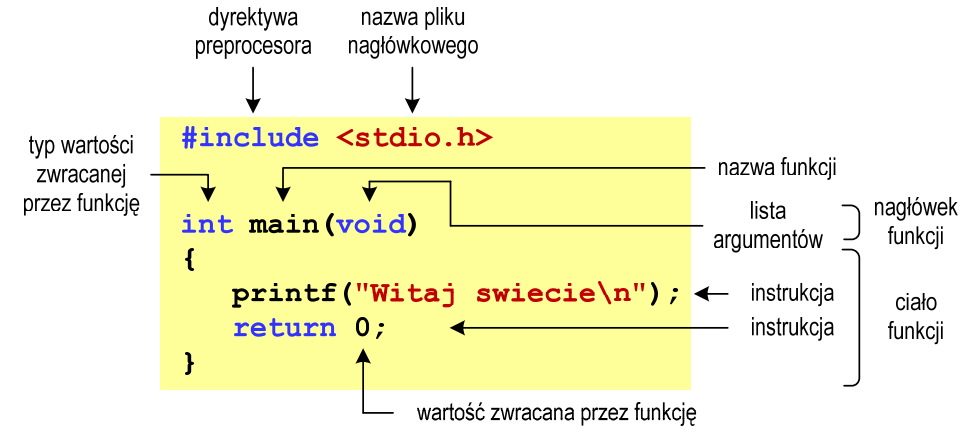 dyrektywa
preprocesora
nazwa pliku
nagłówkowego
#include <stdio.h>
typ wartości
zwracanej
przez funkcję
nazwa funkcji
int main(void)
lista
argumentów
nagłówek
funkcji
{
printf("Witaj swiecie\n");
instrukcja
return 0;
instrukcja
ciało
funkcji
}
wartość zwracana przez funkcję